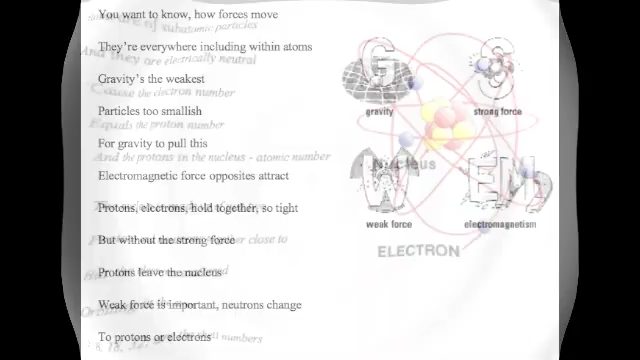 You want to know, how forces move
are of subatomic particles
They're everywhere including within atoms
And they are electrically neutral
Gravity's the weakest
Cause the electron number
Particles too smallish
Equals the proton number
For gravity to pull this
And the protons in the nucleus - atomic number
Electromagnetic force opposites attract
Protons, electrons, hold together, so tight
But without the strong force
close to
Protons leave the nucleus
Weak force is important, neutrons change
To protons or electrons
numbers
G
gravity
S
strong force
Nucleus
W
weak force
EM
electromagnetism
ELECTRON